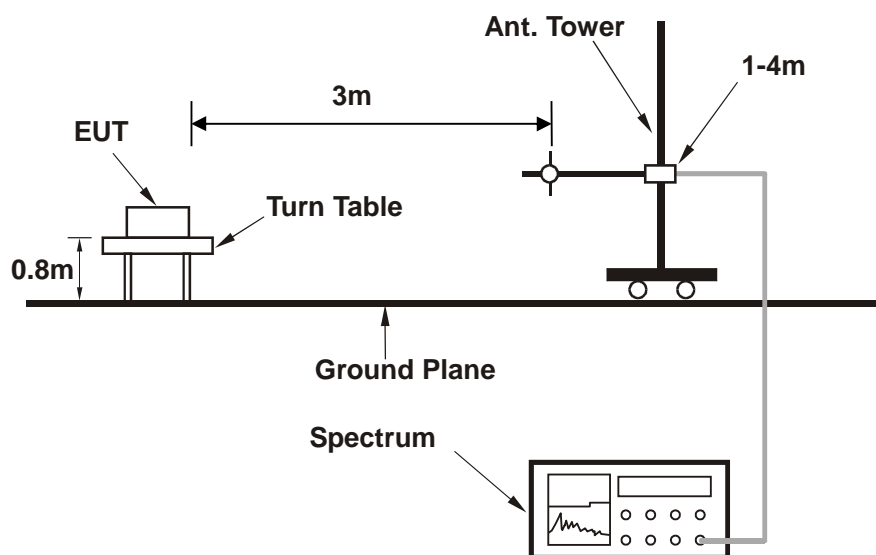 Ant. Tower
1-4m
3m
EUT
Turn Table
0.8m
Ground Plane
Spectrum